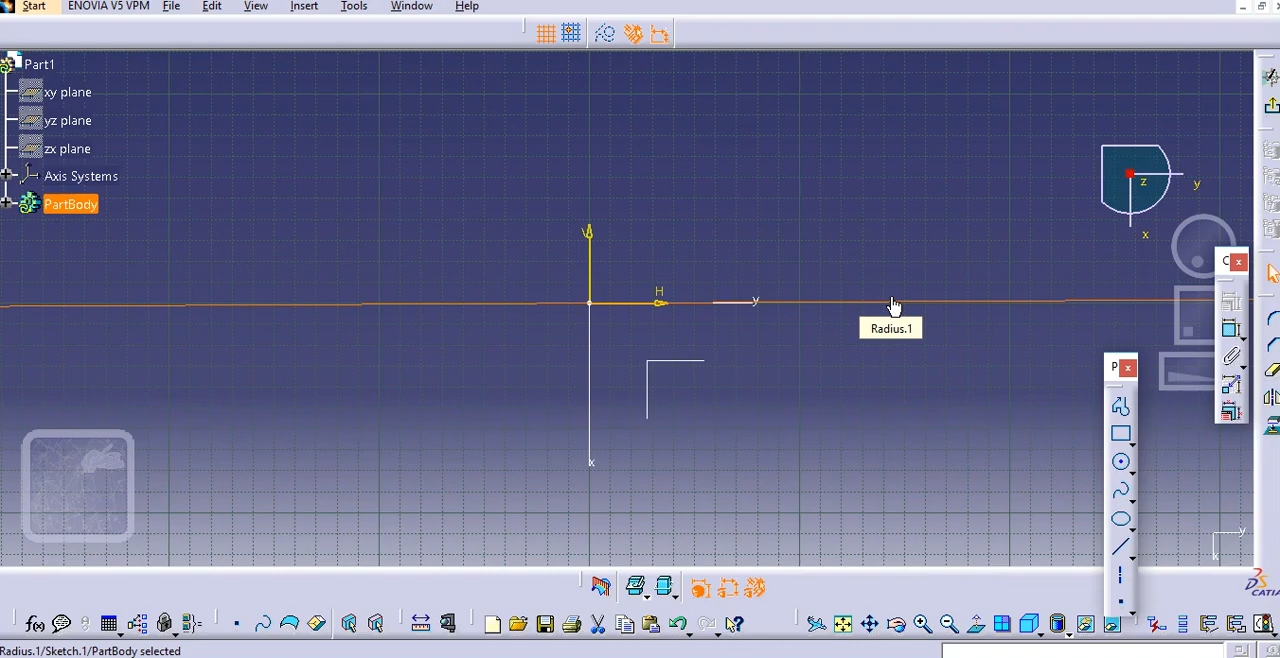 Start ENOVIA V5 VPM File Edit View Insert Tools Window Help
Part1
xy plane
yz plane
zx plane
Axis Systems
PartBody
z
y
x
V
H
y
Radius.1
x
C
P
y
x
CATIA
f(x)
Radius.1/Sketch.1/PartBody selected